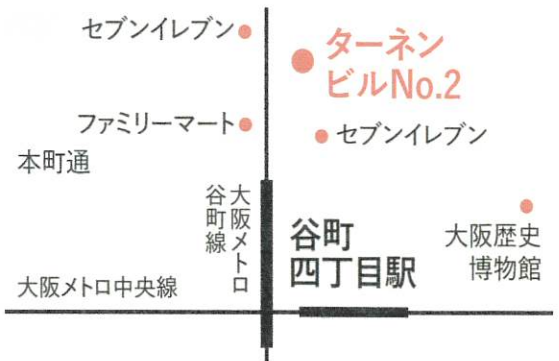 セブンイレブン
ターネン
ビルNo.2
ファミリーマート
セブンイレブン
本町通
大阪メトロ
谷町線
谷町
四丁目駅
大阪歴史
博物館
大阪メトロ中央線